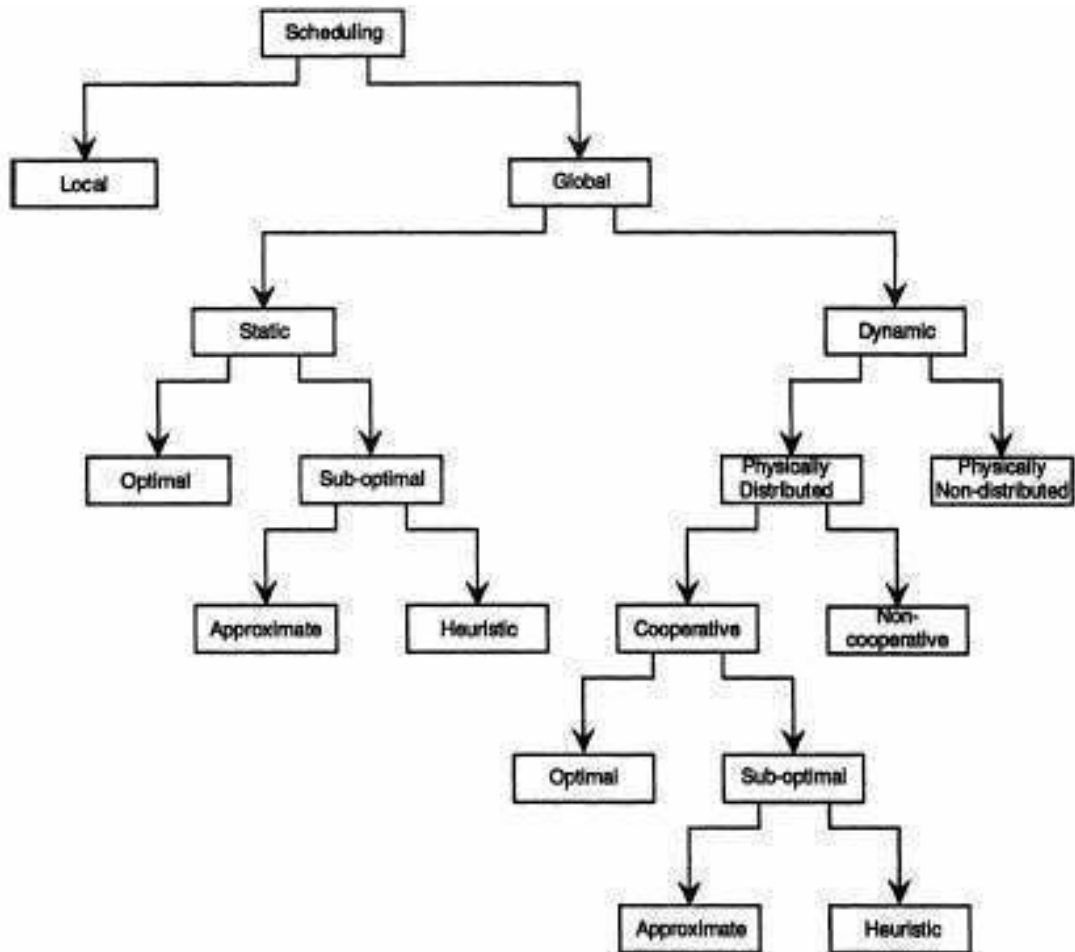 Scheduling
Local
Global
Static
Dynamic
Optimal
Sub-optimal
Physically
Distributed
Physically
Non-distributed
Approximate
Heuristic
Cooperative
Non-
cooperative
Optimal
Sub-optimal
Approximate
Heuristic